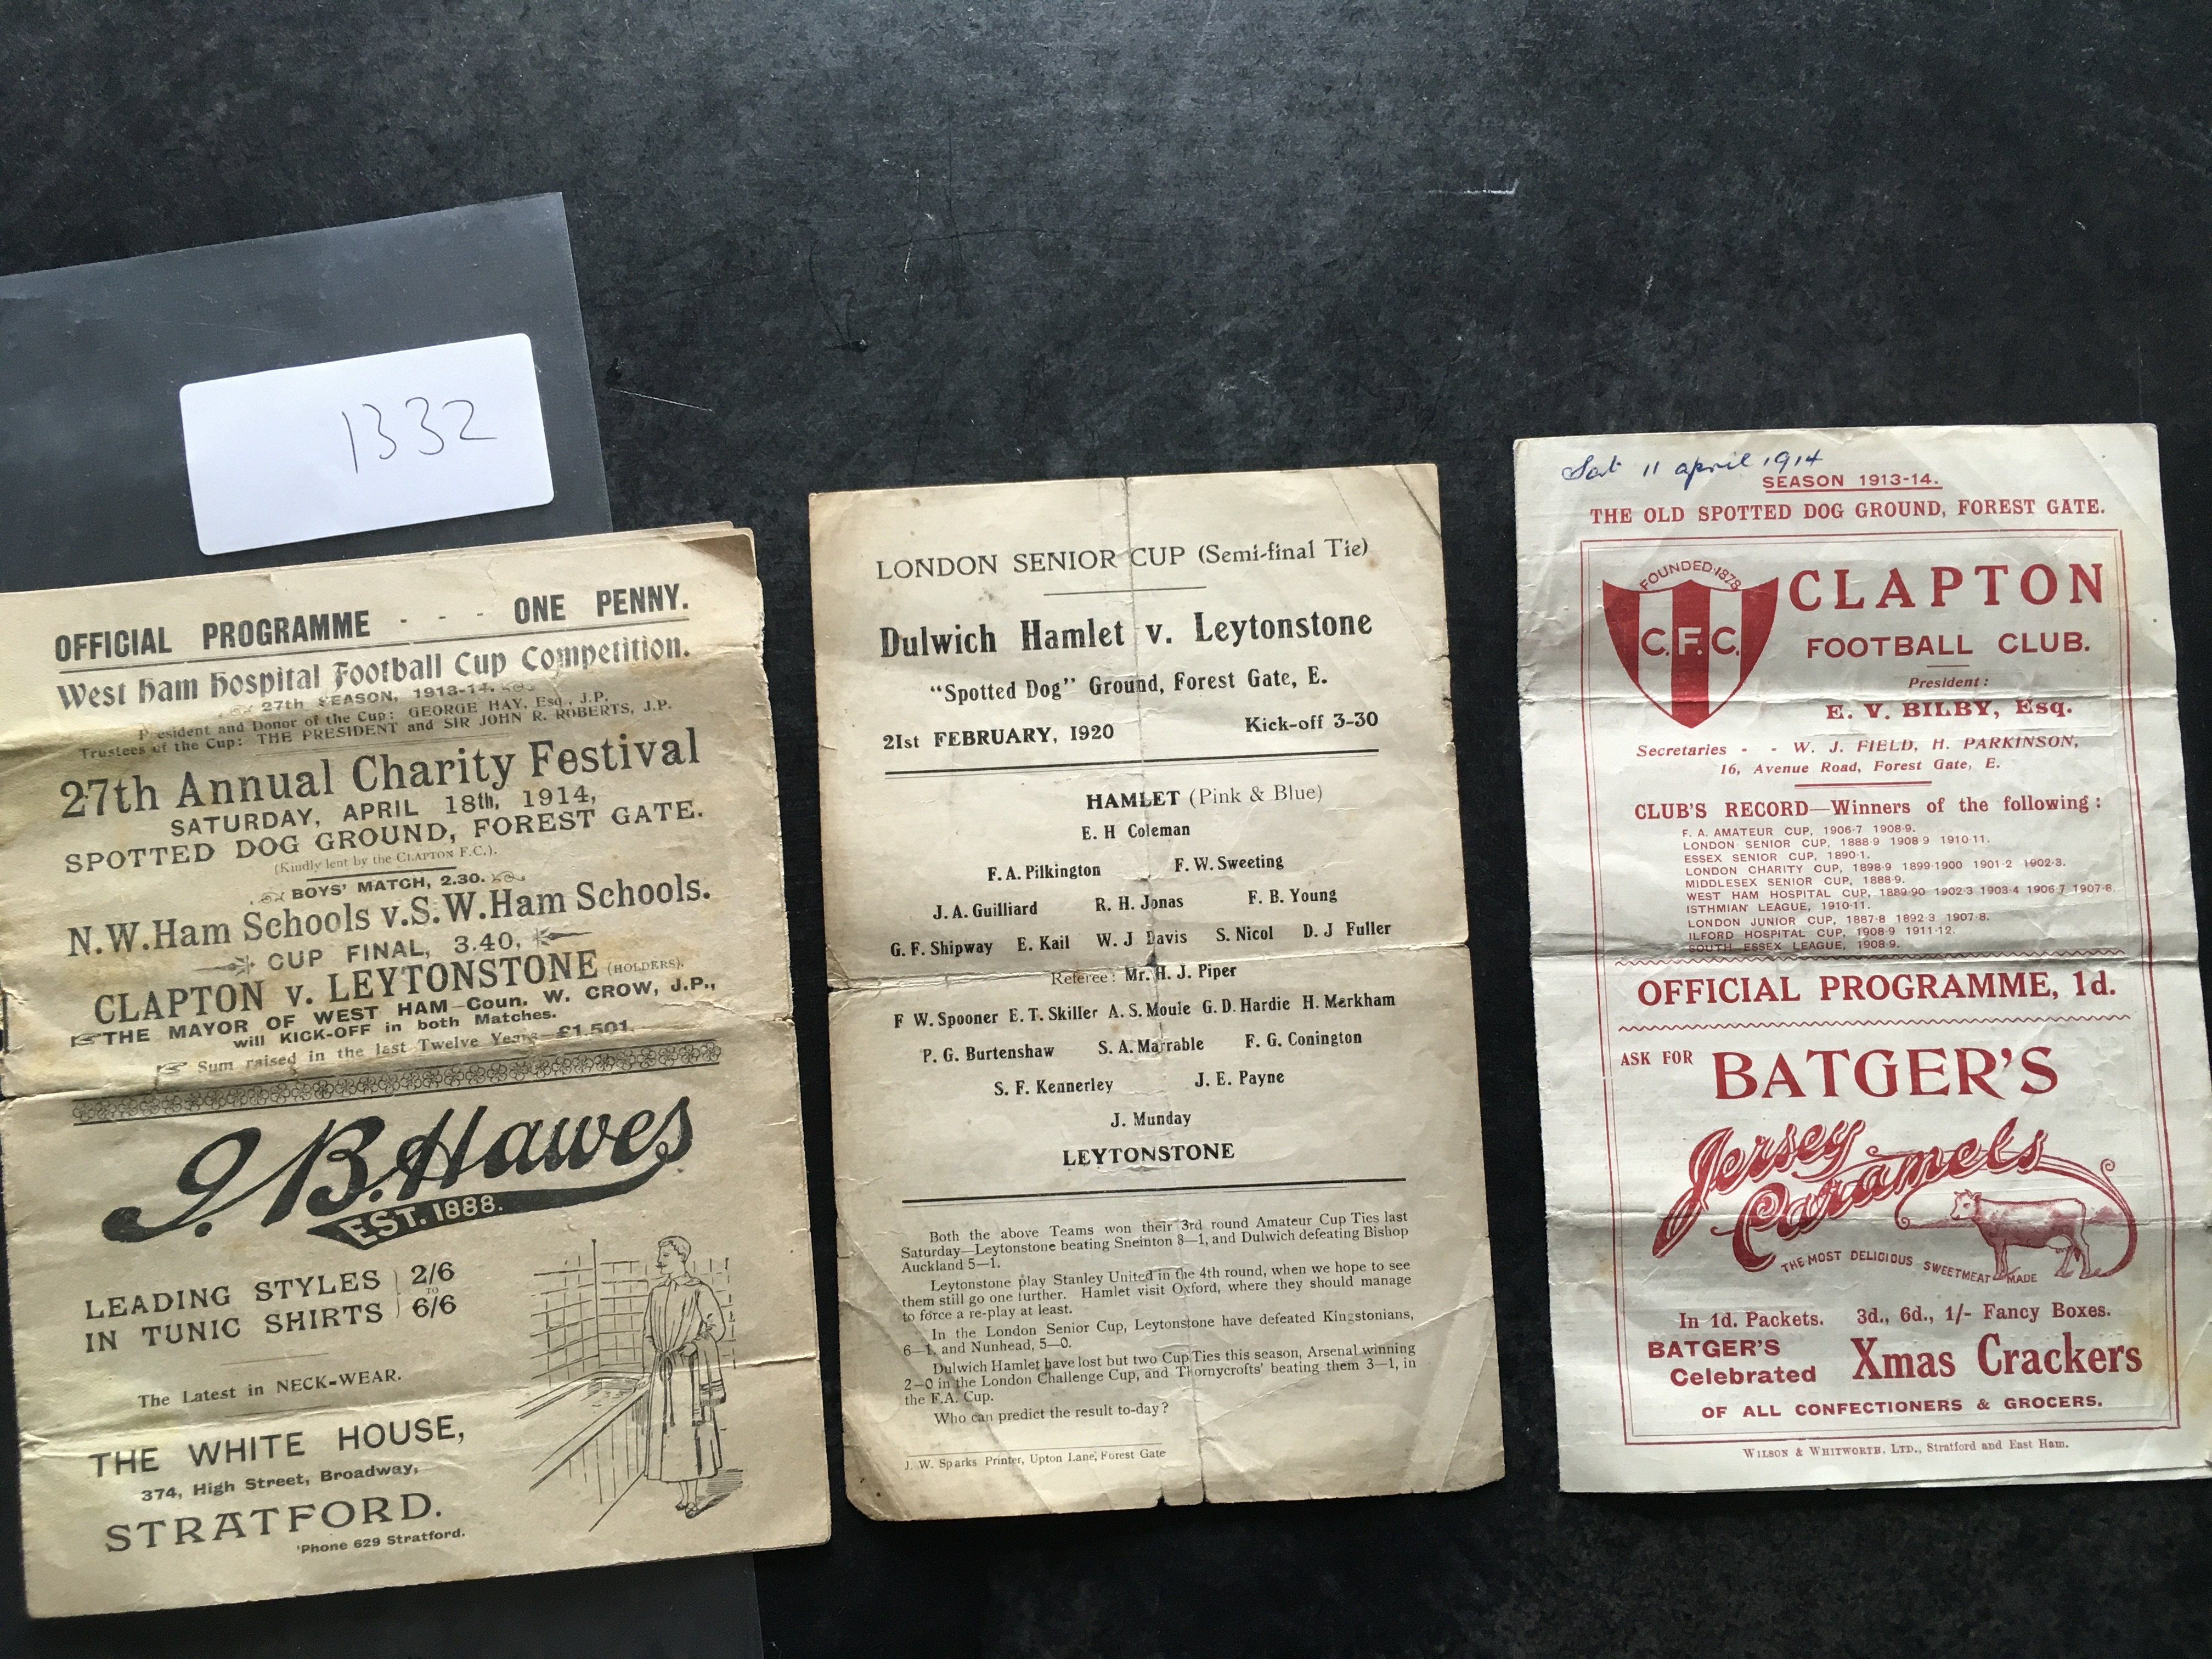 1332
OFFICIAL PROGRAMME - - - ONE PENNY.
West Ham Hospital Football Cup Competition.
27th SEASON, 1913-14.
President and Donor of the Cup: GEORGE HAY, Esq., J.P.
Trustees of the Cup: THE PRESIDENT and SIR JOHN R. ROBERTS, J.P.
27th Annual Charity Festival
SATURDAY, APRIL 18th, 1914,
SPOTTED DOG GROUND, FOREST GATE.
(Kindly lent by the CLAPTON F.C.).
BOYS' MATCH, 2.30.
N.W.Ham Schools v.S.W.Ham Schools.
CUP FINAL, 3.40,
CLAPTON v. LEYTONSTONE (HOLDERS).
THE MAYOR OF WEST HAM—Coun. W. CROW, J.P.,
will KICK-OFF in both Matches.
Sum raised in the last Twelve Years £1,501.
J.B.Hawes
EST. 1888.
LEADING STYLES 2/6
TO
IN TUNIC SHIRTS 6/6
The Latest in NECK-WEAR.
THE WHITE HOUSE,
374, High Street, Broadway,
STRATFORD.
'Phone 629 Stratford.
LONDON SENIOR CUP (Semi-final Tie)
Dulwich Hamlet v. Leytonstone
"Spotted Dog" Ground, Forest Gate, E.
21st FEBRUARY, 1920 Kick-off 3-30
HAMLET (Pink & Blue)
E. H Coleman
F. A. Pilkington F. W. Sweeting
J. A. Guilliard R. H. Jonas F. B. Young
G. F. Shipway E. Kail W. J Davis S. Nicol D. J Fuller
Referee: Mr. H. J. Piper
F W. Spooner E. T. Skiller A. S. Moule G. D. Hardie H. Markham
P. G. Burtenshaw S. A. Marrable F. G. Conington
S. F. Kennerley J. E. Payne
J. Munday
LEYTONSTONE
Both the above Teams won their 3rd round Amateur Cup Ties last
Saturday—Leytonstone beating Sneinton 8—1, and Dulwich defeating Bishop
Auckland 5—1.
Leytonstone play Stanley United in the 4th round, when we hope to see
them still go one further. Hamlet visit Oxford, where they should manage
to force a re-play at least.
In the London Senior Cup, Leytonstone have defeated Kingstonians,
6—1, and Nunhead, 5—0.
Dulwich Hamlet have lost but two Cup Ties this season, Arsenal winning
2—0 in the London Challenge Cup, and Thornycrofts' beating them 3—1, in
the F.A. Cup.
Who can predict the result to-day?
J. W. Sparks Printer, Upton Lane, Forest Gate
Sat 11 april 1914
SEASON 1913-14.
THE OLD SPOTTED DOG GROUND, FOREST GATE.
FOUNDED 1878
C.F.C.
CLAPTON
FOOTBALL CLUB.
President:
E. V. BILBY, Esq.
Secretaries - - W. J. FIELD, H. PARKINSON,
16, Avenue Road, Forest Gate, E.
CLUB'S RECORD—Winners of the following:
F. A. AMATEUR CUP, 1906-7 1908-9.
LONDON SENIOR CUP, 1888-9 1908-9 1910-11.
ESSEX SENIOR CUP, 1890-1.
LONDON CHARITY CUP, 1898-9 1899-1900 1901-2 1902-3.
MIDDLESEX SENIOR CUP, 1888-9.
WEST HAM HOSPITAL CUP, 1889-90 1902-3 1903-4 1906-7 1907-8.
ISTHMIAN LEAGUE, 1910-11.
LONDON JUNIOR CUP, 1887-8 1892-3 1907-8.
ILFORD HOSPITAL CUP, 1908-9 1911-12.
SOUTH ESSEX LEAGUE, 1908-9.
OFFICIAL PROGRAMME, 1d.
ASK FOR BATGER'S
Jersey
Caramels
THE MOST DELICIOUS SWEETMEAT MADE
In 1d. Packets. 3d., 6d., 1/- Fancy Boxes.
BATGER'S
Celebrated Xmas Crackers
OF ALL CONFECTIONERS & GROCERS.
WILSON & WHITWORTH, LTD., Stratford and East Ham.